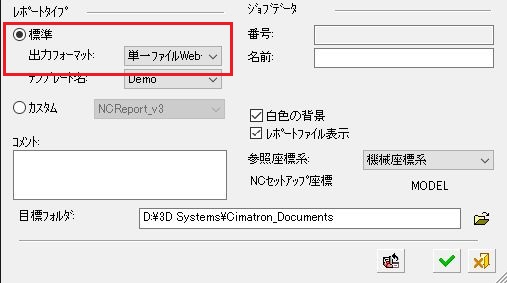 ﾚﾎﾟｰﾄﾀｲﾌﾟ
標準
出力フォーマット:
単一ファイルWeb
テンプレート名:
Demo
カスタム
NCReport_v3
コメント:
ｼﾞｮﾌﾞﾃﾞｰﾀ
番号:
名前:
白色の背景
レポートファイル表示
参照座標系:
機械座標系
NCセットアップ座標
MODEL
目標フォルダ:
D:¥3D Systems¥Cimatron_Documents